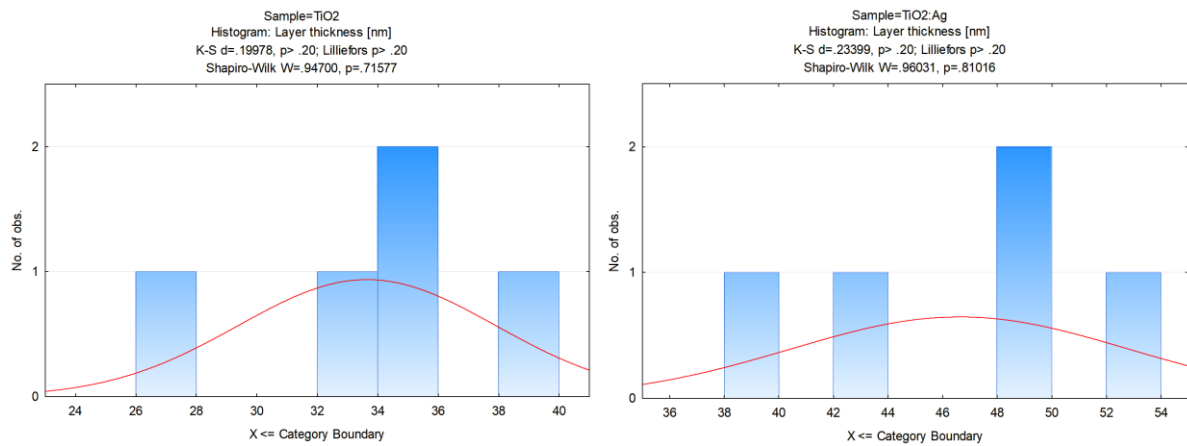 Sample=TiO2
Histogram: Layer thickness [nm]
K-S d=.19978, p> .20; Lilliefors p> .20
Shapiro-Wilk W=.94700, p=.71577
No. of obs.
2
1
0
24 26 28 30 32 34 36 38 40
X <= Category Boundary
Sample=TiO2:Ag
Histogram: Layer thickness [nm]
K-S d=.23399, p> .20; Lilliefors p> .20
Shapiro-Wilk W=.96031, p=.81016
No. of obs.
2
1
0
36 38 40 42 44 46 48 50 52 54
X <= Category Boundary